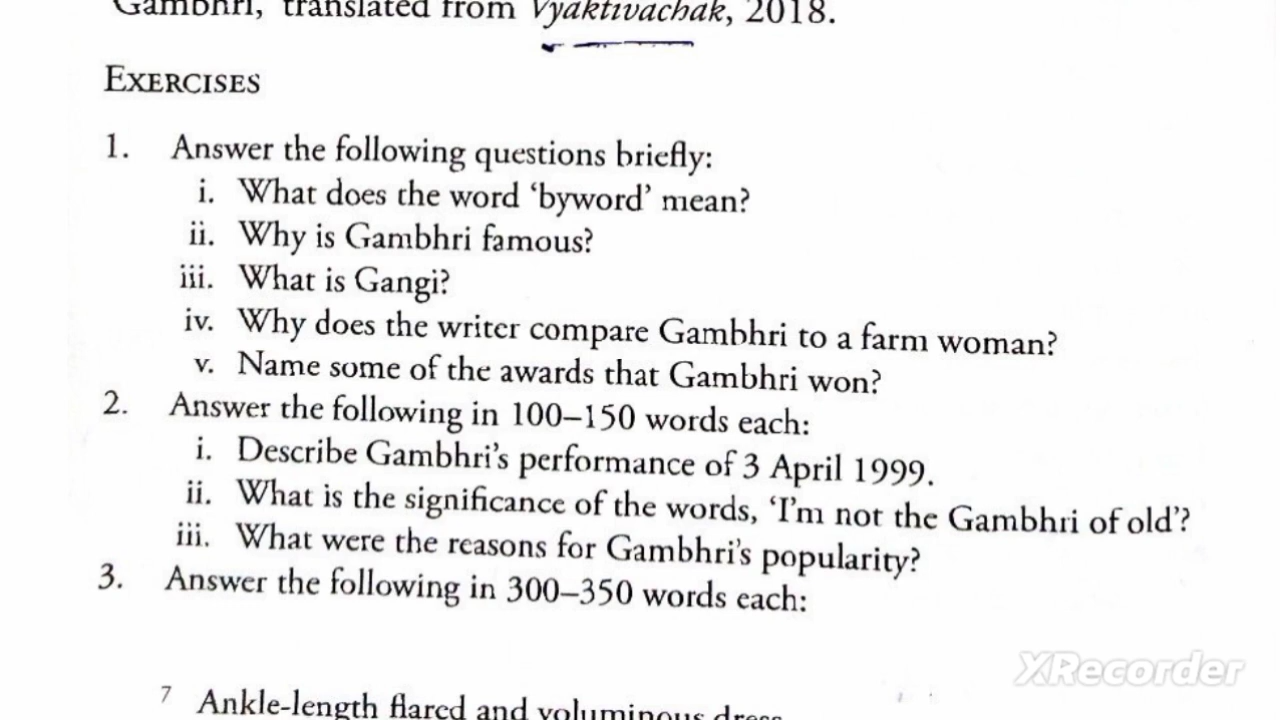 Gambhri, translated from Vyaktivachak, 2018.
EXERCISES
1. Answer the following questions briefly:
i. What does the word ‘byword’ mean?
ii. Why is Gambhri famous?
iii. What is Gangi?
iv. Why does the writer compare Gambhri to a farm woman?
v. Name some of the awards that Gambhri won?
2. Answer the following in 100–150 words each:
i. Describe Gambhri’s performance of 3 April 1999.
ii. What is the significance of the words, ‘I’m not the Gambhri of old’?
iii. What were the reasons for Gambhri’s popularity?
3. Answer the following in 300–350 words each:
XRecorder
7 Ankle-length flared and voluminous dress